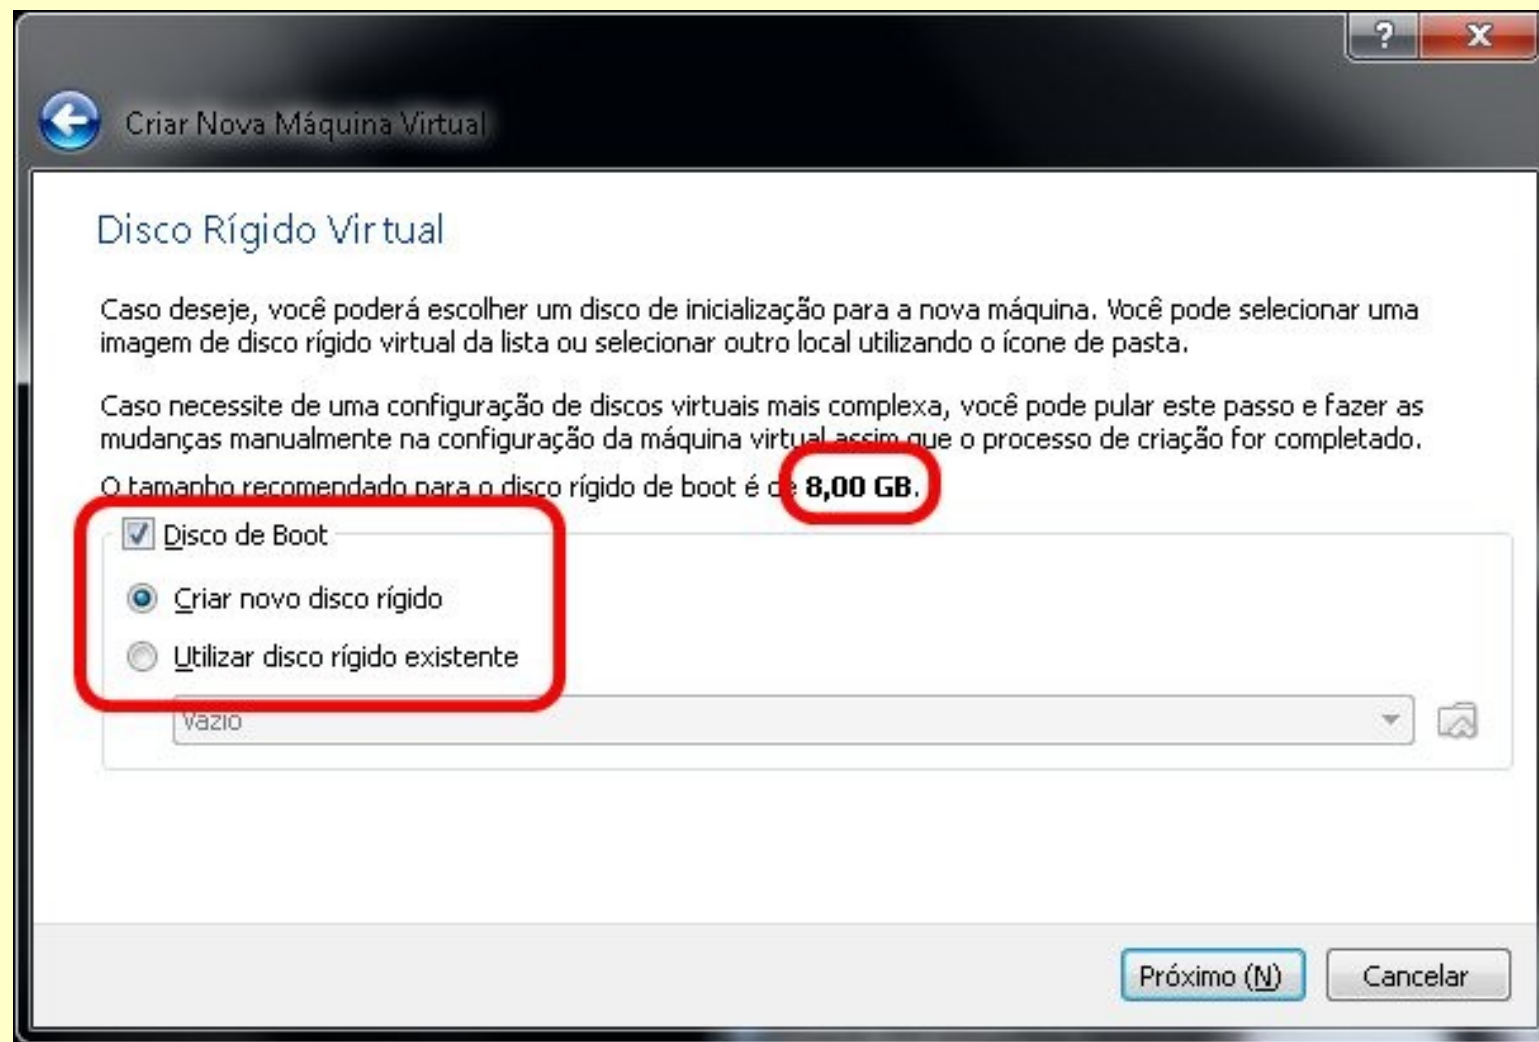 ?
X
Criar Nova Máquina Virtual
Disco Rígido Virtual
Caso deseje, você poderá escolher um disco de inicialização para a nova máquina. Você pode selecionar uma
imagem de disco rígido virtual da lista ou selecionar outro local utilizando o ícone de pasta.
Caso necessite de uma configuração de discos virtuais mais complexa, você pode pular este passo e fazer as
mudanças manualmente na configuração da máquina virtual assim que o processo de criação for completado.
O tamanho recomendado para o disco rígido de boot é de 8,00 GB.
Disco de Boot
Criar novo disco rígido
Utilizar disco rígido existente
Vazio
Próximo (N)
Cancelar